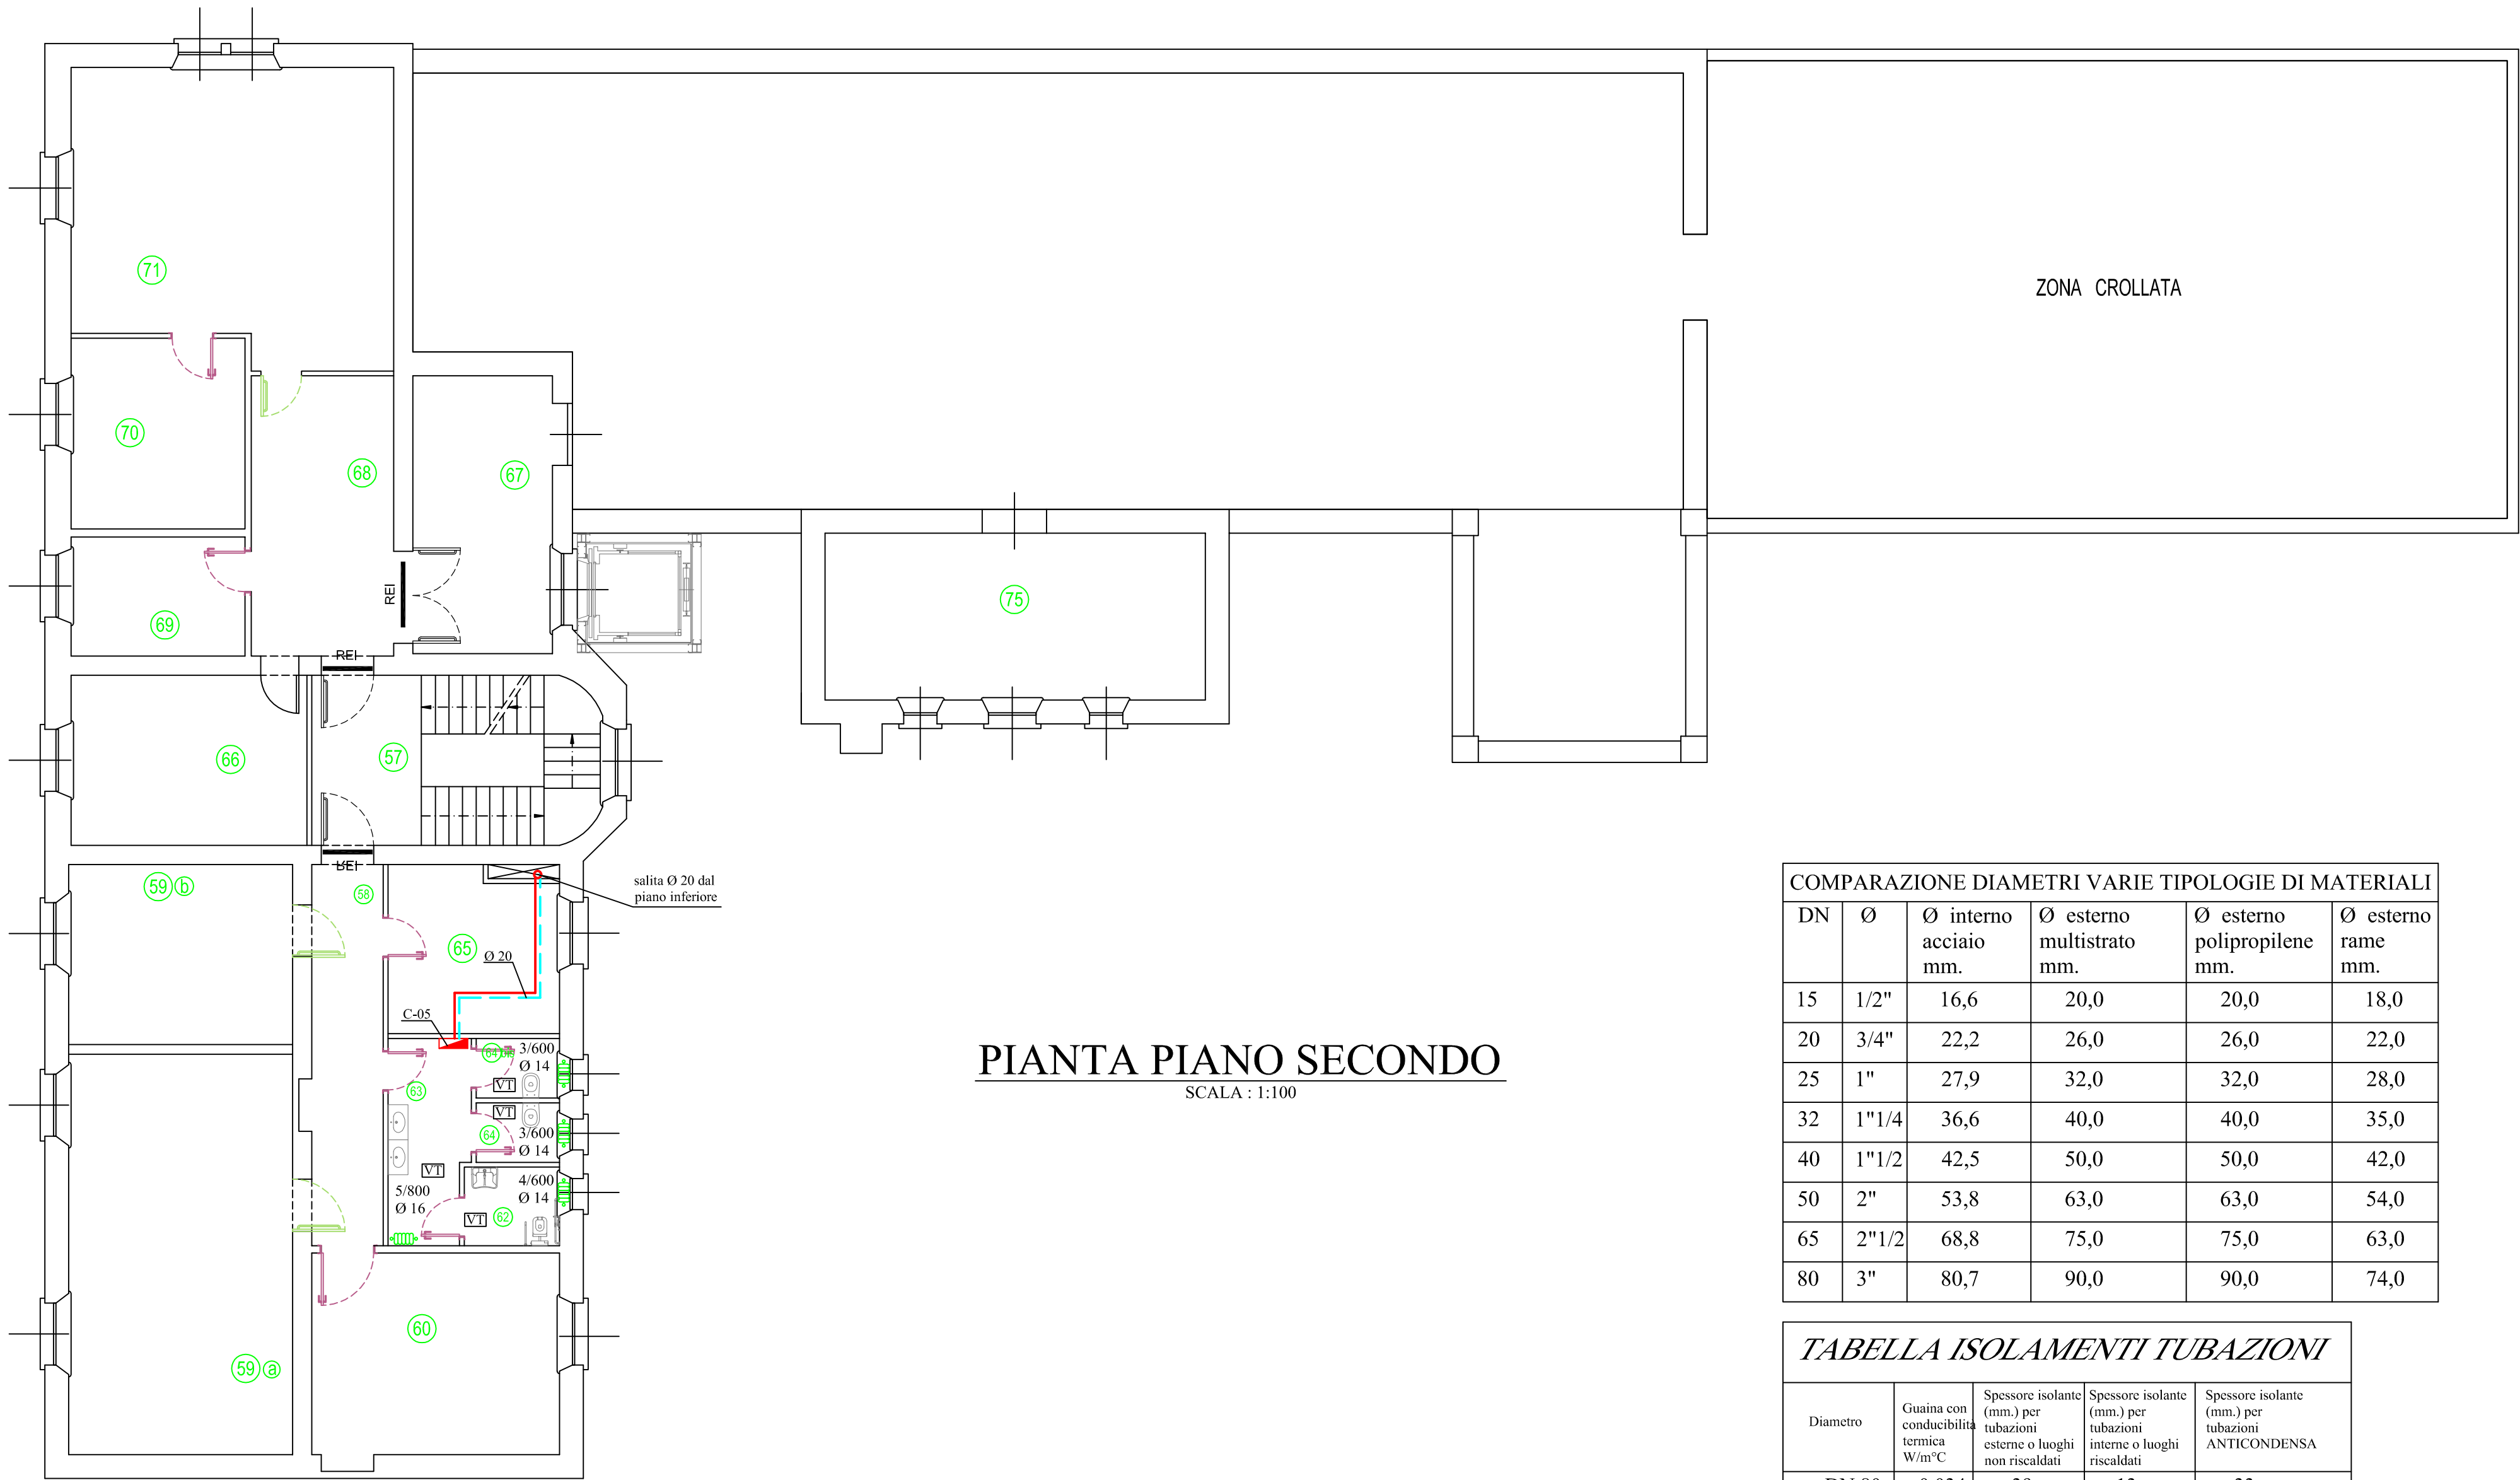 ZONA CROLLATA
71
70
68
67
REI
75
69
REI
66
57
REI
59 b
58
salita Ø 20 dal
piano inferiore
65
Ø 20
C-05
64
3/600
Ø 14
VT
63
VT
64
3/600
Ø 14
VT
5/800
Ø 16
4/600
Ø 14
VT
62
60
59 a
PIANTA PIANO SECONDO
SCALA : 1:100
COMPARAZIONE DIAMETRI VARIE TIPOLOGIE DI MATERIALI
DN Ø Ø interno acciaio mm. Ø esterno multistrato mm. Ø esterno polipropilene mm. Ø esterno rame mm.
15 1/2" 16,6 20,0 20,0 18,0
20 3/4" 22,2 26,0 26,0 22,0
25 1" 27,9 32,0 32,0 28,0
32 1"1/4 36,6 40,0 40,0 35,0
40 1"1/2 42,5 50,0 50,0 42,0
50 2" 53,8 63,0 63,0 54,0
65 2"1/2 68,8 75,0 75,0 63,0
80 3" 80,7 90,0 90,0 74,0
TABELLA ISOLAMENTI TUBAZIONI
Diametro
Guaina con
conducibilità
termica
W/m°C
Spessore isolante
(mm.) per
tubazioni
esterne o luoghi
non riscaldati
Spessore isolante
(mm.) per
tubazioni
interne o luoghi
riscaldati
Spessore isolante
(mm.) per
tubazioni
ANTICONDENSA